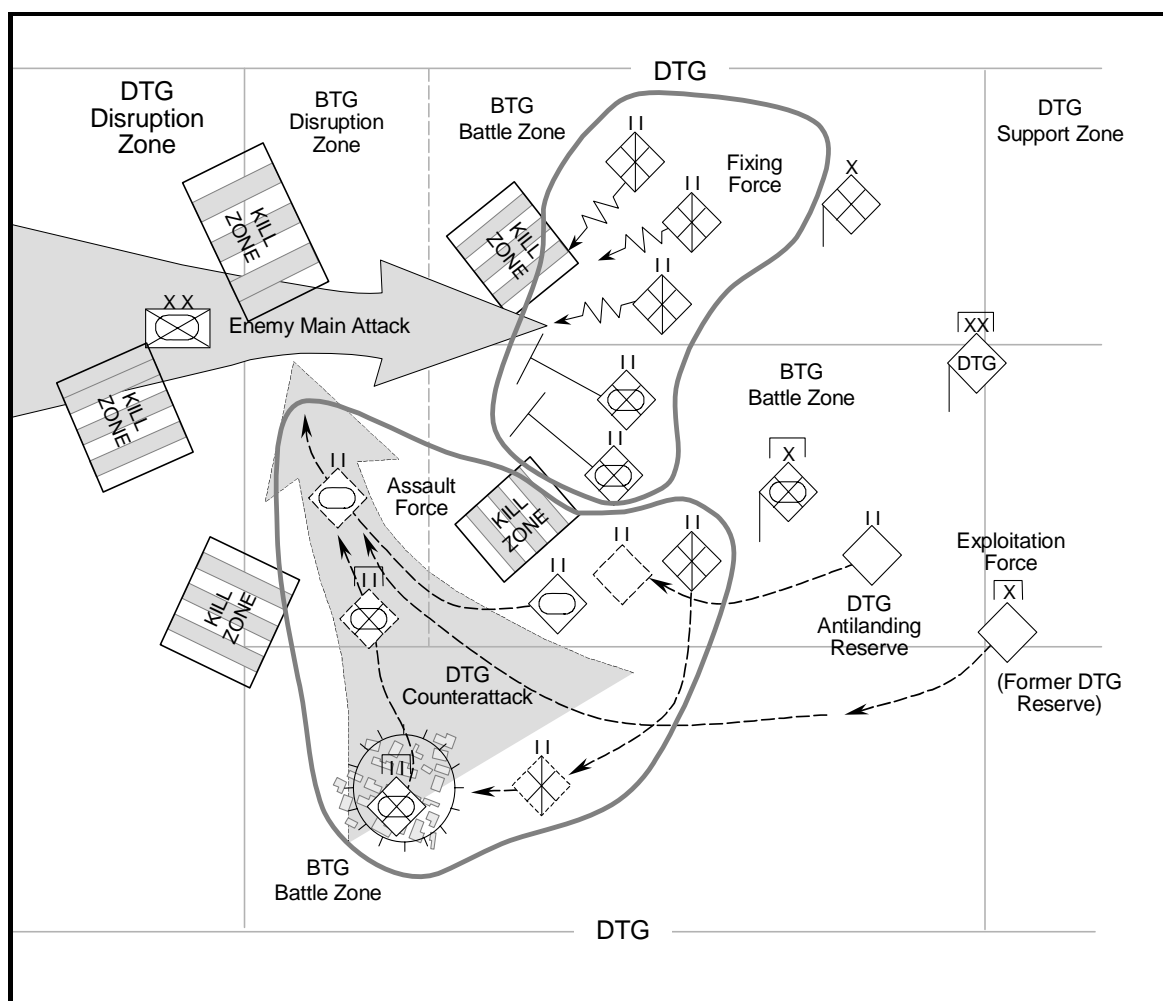 DTG
DTG
Disruption
Zone
BTG
Disruption
Zone
BTG
Battle Zone
DTG
Support Zone
Fixing
Force
I I
I I
I I
X
KILL
ZONE
KILL
ZONE
X X
Enemy Main Attack
KILL
ZONE
XX
DTG
I I
BTG
Battle Zone
I I
X
I I
Assault
Force
KILL
ZONE
I I
I I
Exploitation
Force
X
KILL
ZONE
I I
I I
DTG
Antilanding
Reserve
DTG
Counterattack
(Former DTG
Reserve)
I I
I I
BTG
Battle Zone
DTG